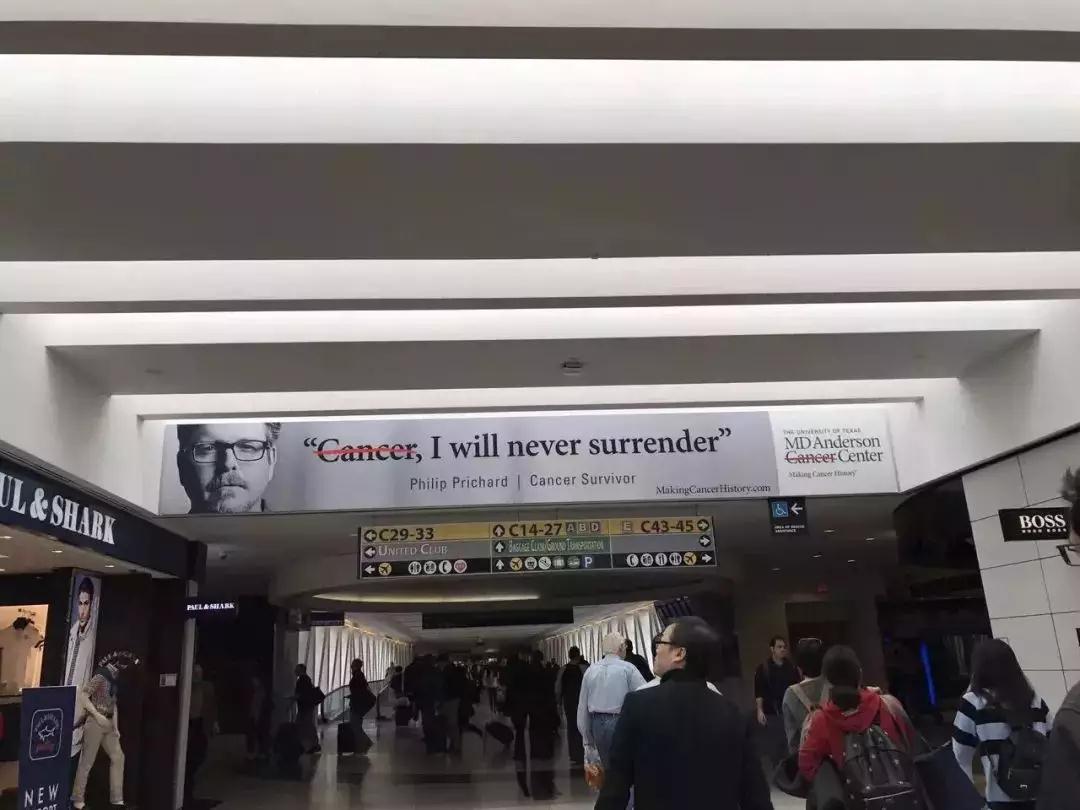 "Cancer, I will never surrender"
Philip Prichard | Cancer Survivor
MakingCancerHistory.com
THE UNIVERSITY OF TEXAS
MD Anderson
Cancer Center
Making Cancer History
UL & SHARK
PAUL & SHARK
C29-33
UNITED CLUB
C14-27 A B D
BAGGAGE CLAIM/GROUND TRANSPORTATION
P
E C43-45
BOSS
HUGO BOSS
NEW